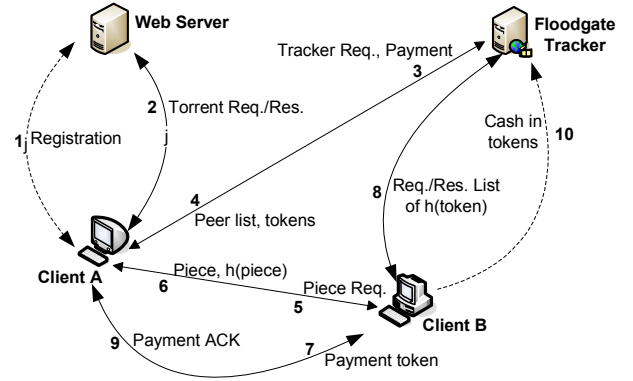 Web Server
Floodgate
Tracker
Tracker Req., Payment
3
2 Torrent Req./Res.
1 j Registration
j
Cash in
tokens
10
4
Peer list, tokens
8
Req./Res. List
of h(token)
Client A
6
Piece, h(piece)
5
Piece Req.
Client B
9
Payment ACK
7
Payment token